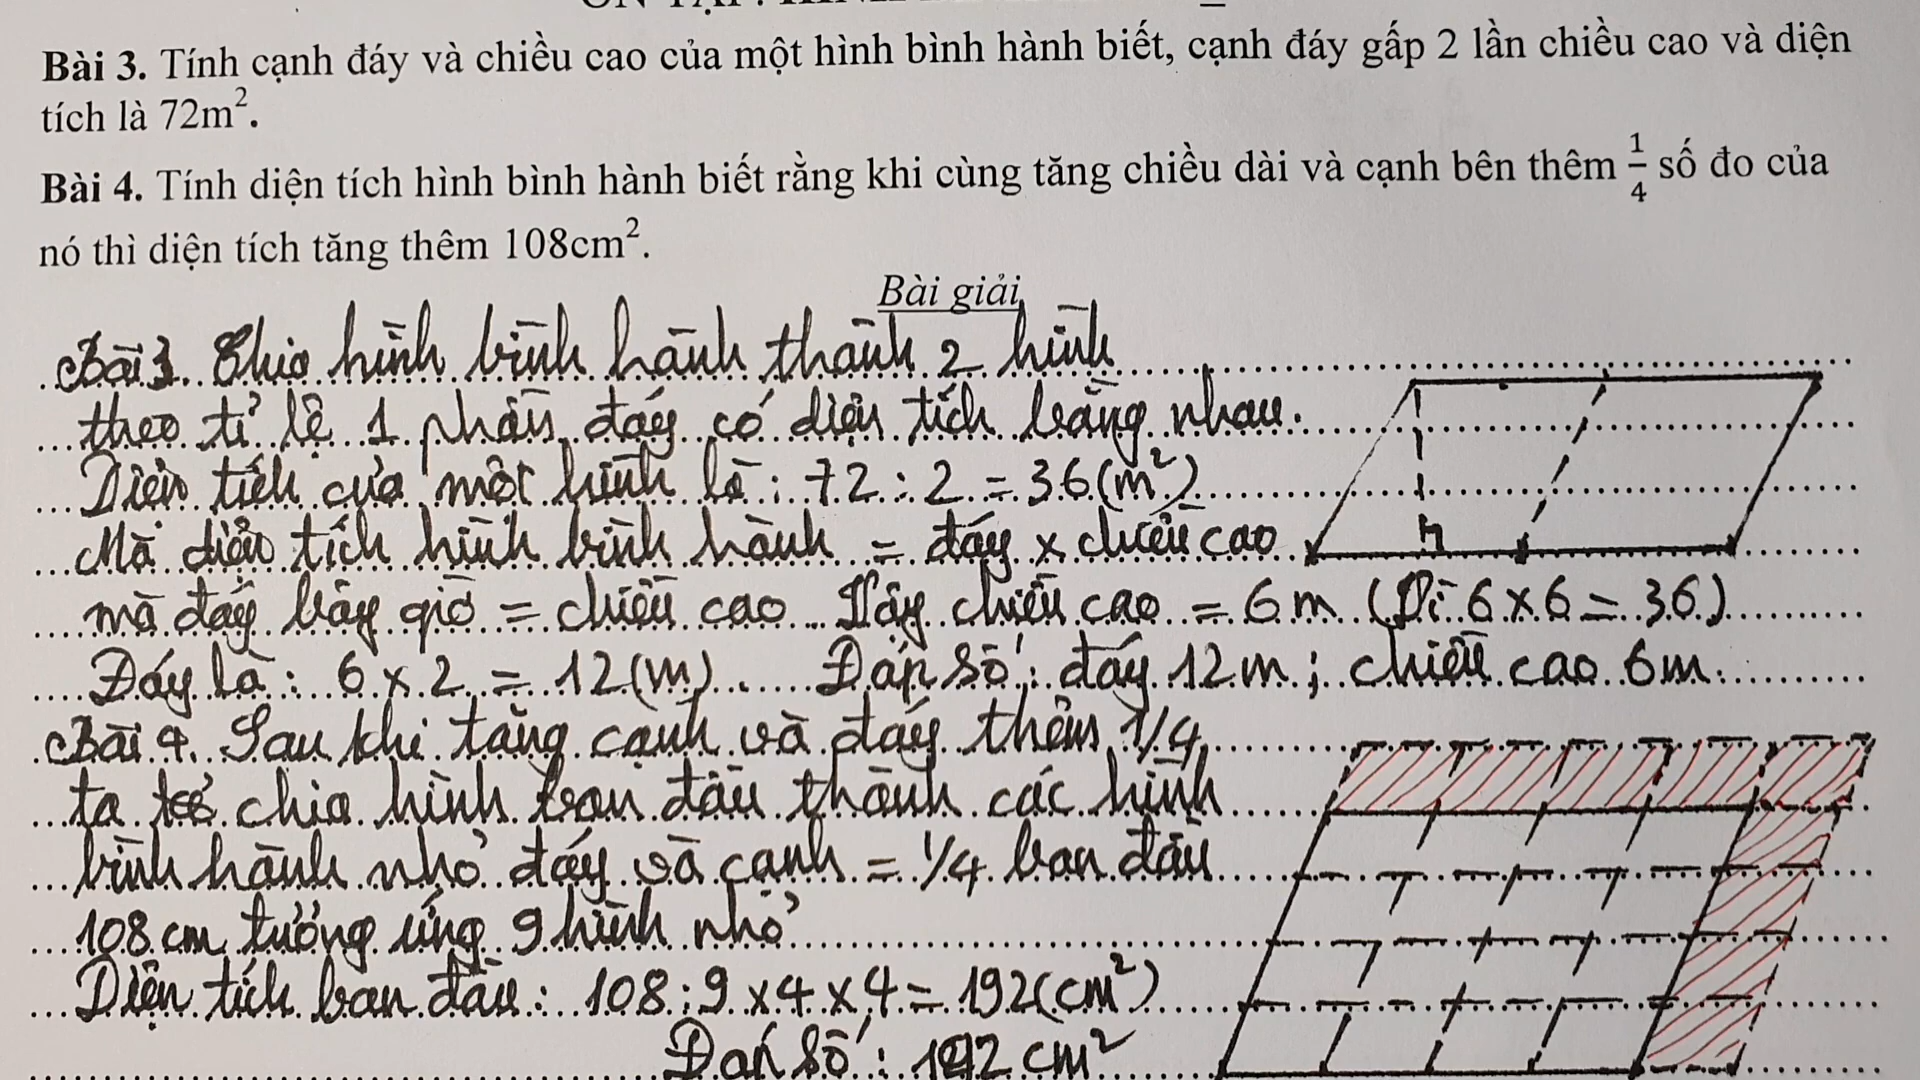 Bài 3. Tính cạnh đáy và chiều cao của một hình bình hành biết, cạnh đáy gấp 2 lần chiều cao và diện
tích là 72m².
Bài 4. Tính diện tích hình bình hành biết rằng khi cùng tăng chiều dài và cạnh bên thêm 1/4 số đo của
nó thì diện tích tăng thêm 108cm².
Bài giải
Bài 3. Chia hình bình hành thành 2 hình
theo tỉ lệ 1 phần đáy có diện tích bằng nhau.
Diện tích của một hình là: 72 : 2 = 36(m²)
Mà diện tích hình bình hành = đáy x chiều cao
mà đáy bây giờ = chiều cao. Vậy chiều cao = 6m (Vì 6 x 6 = 36)
Đáy là: 6 x 2 = 12(m) Đáp số: đáy 12m; chiều cao 6m.
Bài 4. Sau khi tăng cạnh và đáy thêm 1/4
ta chia hình ban đầu thành các hình
bình hành nhỏ đáy và cạnh = 1/4 ban đầu
108 cm tương ứng 9 hình nhỏ
Diện tích ban đầu: 108 : 9 x 4 x 4 = 192(cm²)
Đáp số: 192 cm²